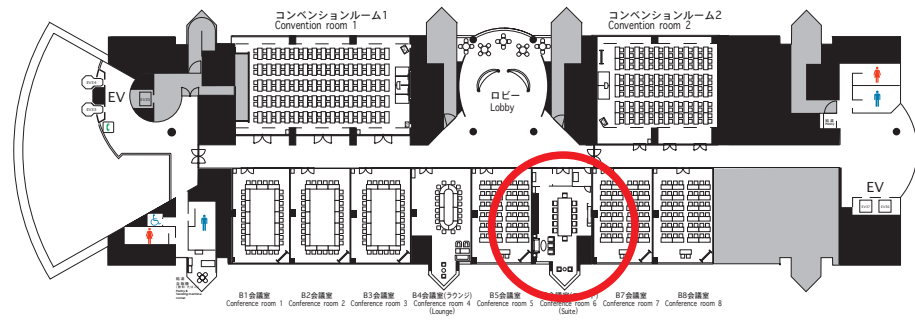 コンベンションルーム1
Convention room 1
コンベンションルーム2
Convention room 2
ロビー
Lobby
EV
EV
B1会議室
Conference room 1
B2会議室
Conference room 2
B3会議室
Conference room 3
B4会議室(ラウンジ)
Conference room 4
(Lounge)
B5会議室
Conference room 5
Conference room 6
(Suite)
B7会議室
Conference room 7
B8会議室
Conference room 8